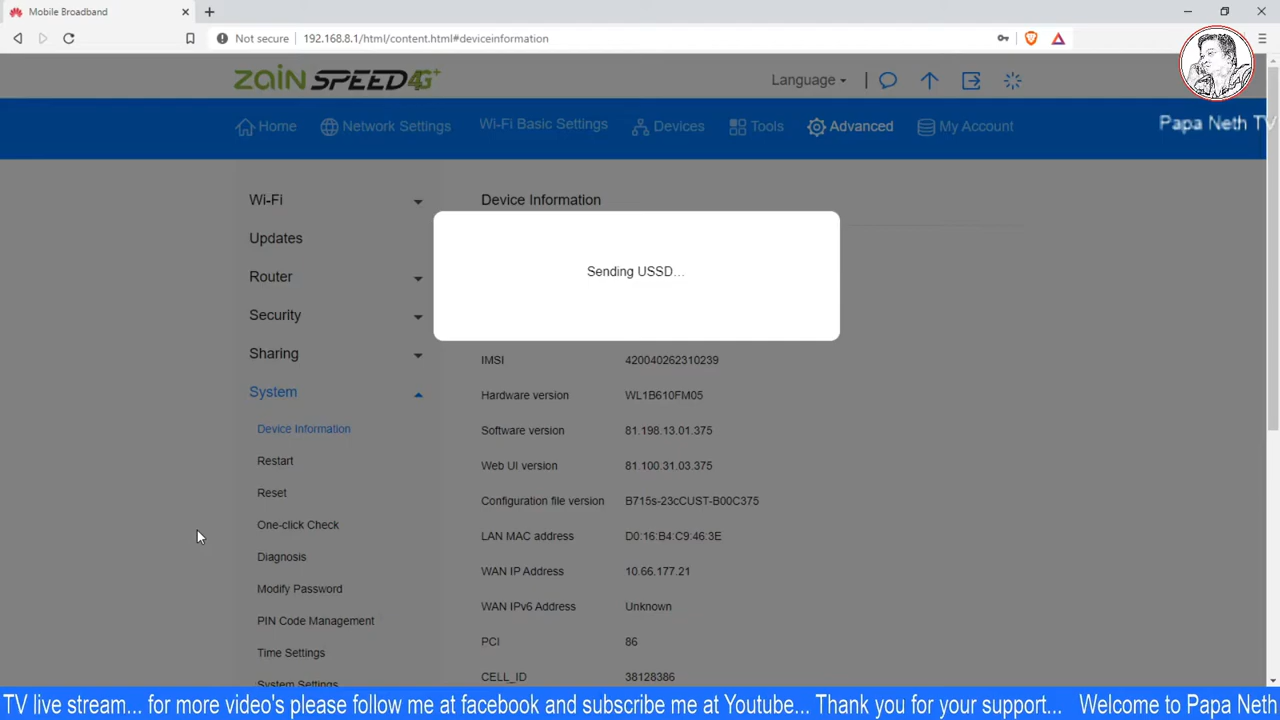 Mobile Broadband
Not secure 192.168.8.1/html/content.html#deviceinformation
zain SPEED4G+
Language
Home
Network Settings
Wi-Fi Basic Settings
Devices
Tools
Advanced
My Account
Papa Neth TV
Wi-Fi
Updates
Router
Security
Sharing
System
Device Information
Restart
Reset
One-click Check
Diagnosis
Modify Password
PIN Code Management
Time Settings
System Settings
Device Information
Sending USSD...
IMSI 420040262310239
Hardware version WL1B610FM05
Software version 81.198.13.01.375
Web UI version 81.100.31.03.375
Configuration file version B715s-23cCUST-B00C375
LAN MAC address D0:16:B4:C9:46:3E
WAN IP Address 10.66.177.21
WAN IPv6 Address Unknown
PCI 86
CELL_ID 38128386
TV live stream... for more video's please follow me at facebook and subscribe me at Youtube... Thank you for your support... Welcome to Papa Neth